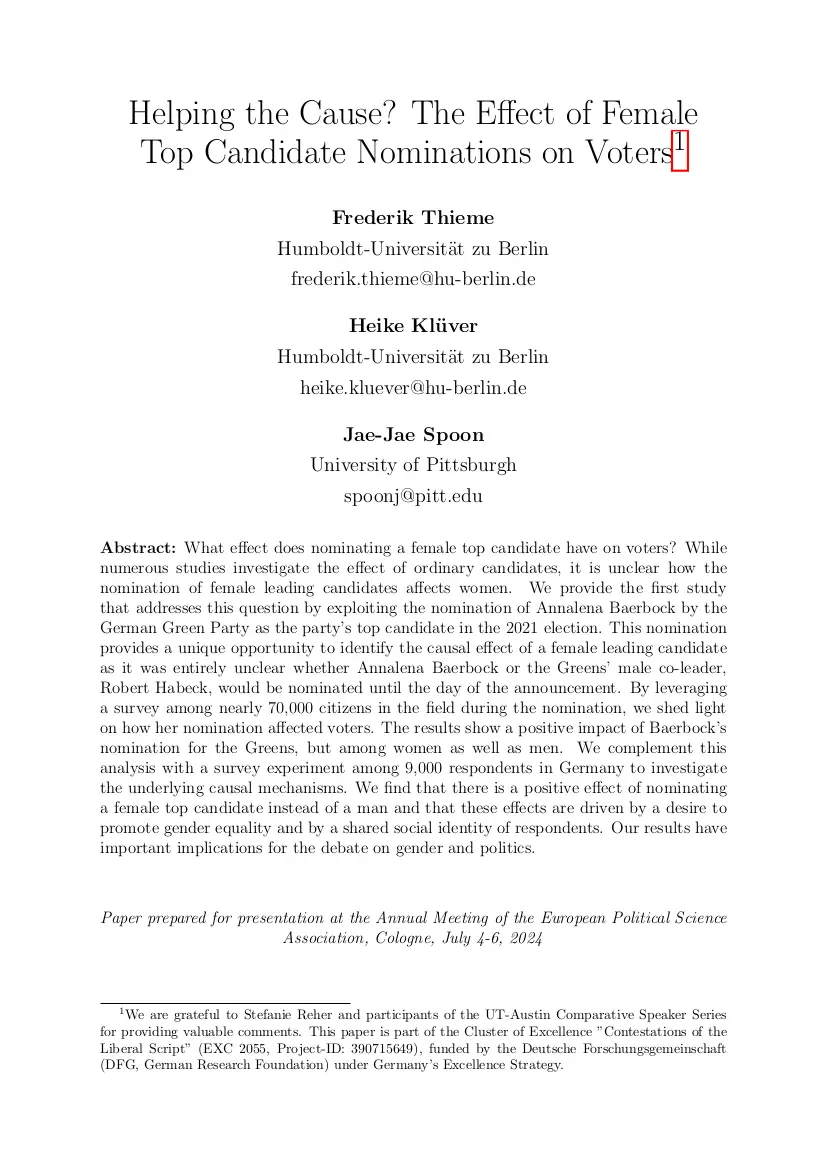 Helping the Cause? The Effect of Female
Top Candidate Nominations on Voters1
Frederik Thieme
Humboldt-Universität zu Berlin
frederik.thieme@hu-berlin.de
Heike Klüver
Humboldt-Universität zu Berlin
heike.kluever@hu-berlin.de
Jae-Jae Spoon
University of Pittsburgh
spoonj@pitt.edu
Abstract: What effect does nominating a female top candidate have on voters? While
numerous studies investigate the effect of ordinary candidates, it is unclear how the
nomination of female leading candidates affects women. We provide the first study
that addresses this question by exploiting the nomination of Annalena Baerbock by the
German Green Party as the party's top candidate in the 2021 election. This nomination
provides a unique opportunity to identify the causal effect of a female leading candidate
as it was entirely unclear whether Annalena Baerbock or the Greens' male co-leader,
Robert Habeck, would be nominated until the day of the announcement. By leveraging
a survey among nearly 70,000 citizens in the field during the nomination, we shed light
on how her nomination affected voters. The results show a positive impact of Baerbock's
nomination for the Greens, but among women as well as men. We complement this
analysis with a survey experiment among 9,000 respondents in Germany to investigate
the underlying causal mechanisms. We find that there is a positive effect of nominating
a female top candidate instead of a man and that these effects are driven by a desire to
promote gender equality and by a shared social identity of respondents. Our results have
important implications for the debate on gender and politics.
Paper prepared for presentation at the Annual Meeting of the European Political Science
Association, Cologne, July 4-6, 2024
1We are grateful to Stefanie Reher and participants of the UT-Austin Comparative Speaker Series
for providing valuable comments. This paper is part of the Cluster of Excellence ”Contestations of the
Liberal Script” (EXC 2055, Project-ID: 390715649), funded by the Deutsche Forschungsgemeinschaft
(DFG, German Research Foundation) under Germany's Excellence Strategy.